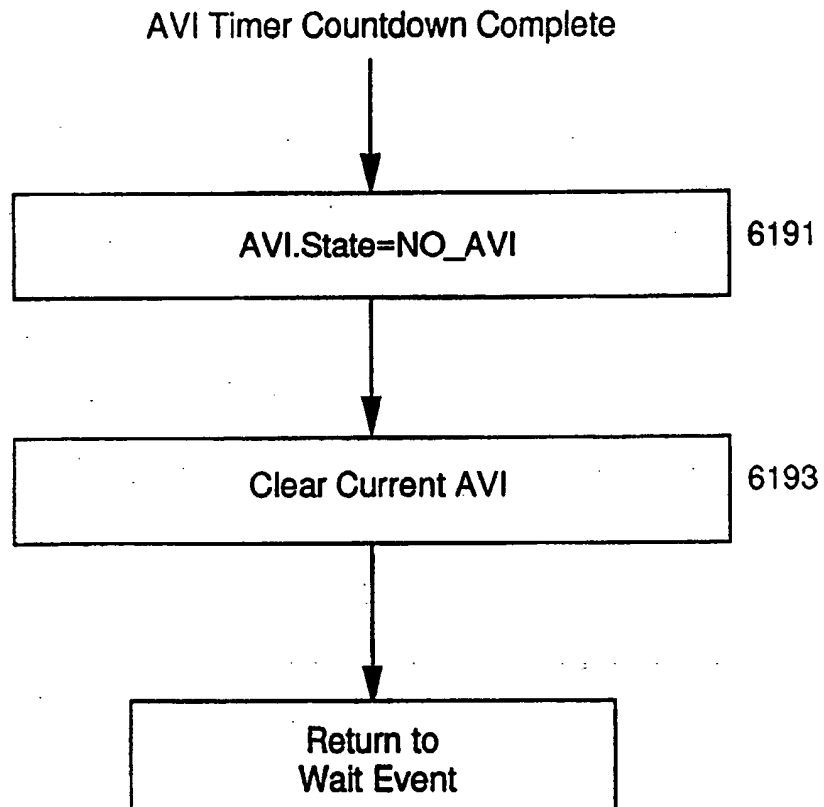 AVI Timer Countdown Complete
AVI.State=NO_AVI
6191
Clear Current AVI
6193
Return to
Wait Event